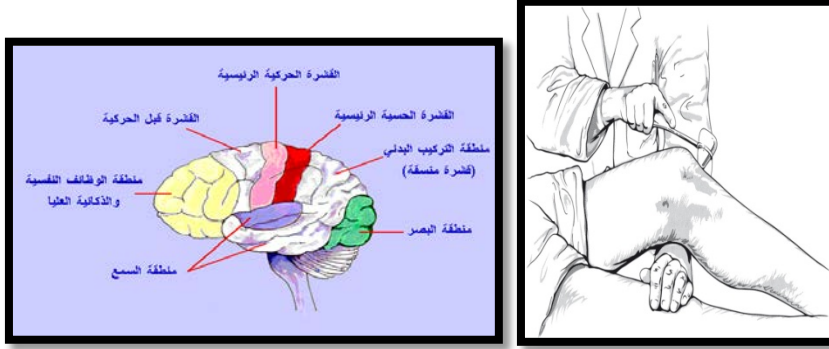 القشرة الحركية الرئيسية
القشرة الحسية الرئيسية
القشرة قبل الحركية
منطقة التركيب البدني
(قشرة منسقة)
منطقة الوظائف النفسية
والذكائية العليا
منطقة البصر
منطقة السمع